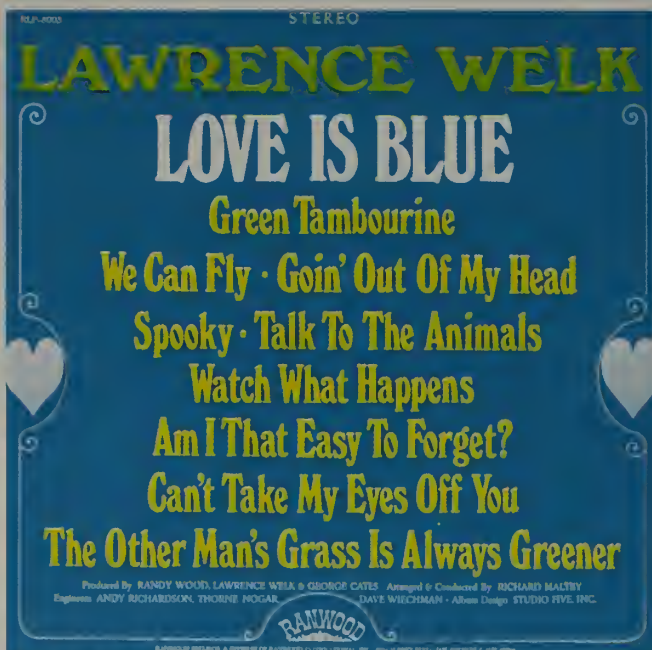 STEREO
LAWRENCE WELK
LOVE IS BLUE
Green Tambourine
We Can Fly · Goin' Out Of My Head
Spooky · Talk To The Animals
Watch What Happens
Am I That Easy To Forget?
Can't Take My Eyes Off You
The Other Man's Grass Is Always Greener
Produced By RANDY WOOD, LAWRENCE WELK & GEORGE CATES Arranged & Conducted By RICHARD MALTBY
Engineers ANDY RICHARDSON, THORNE NOGAR, DAVE WIECHMAN · Album Design STUDIO FIVE, INC.
RANWOOD